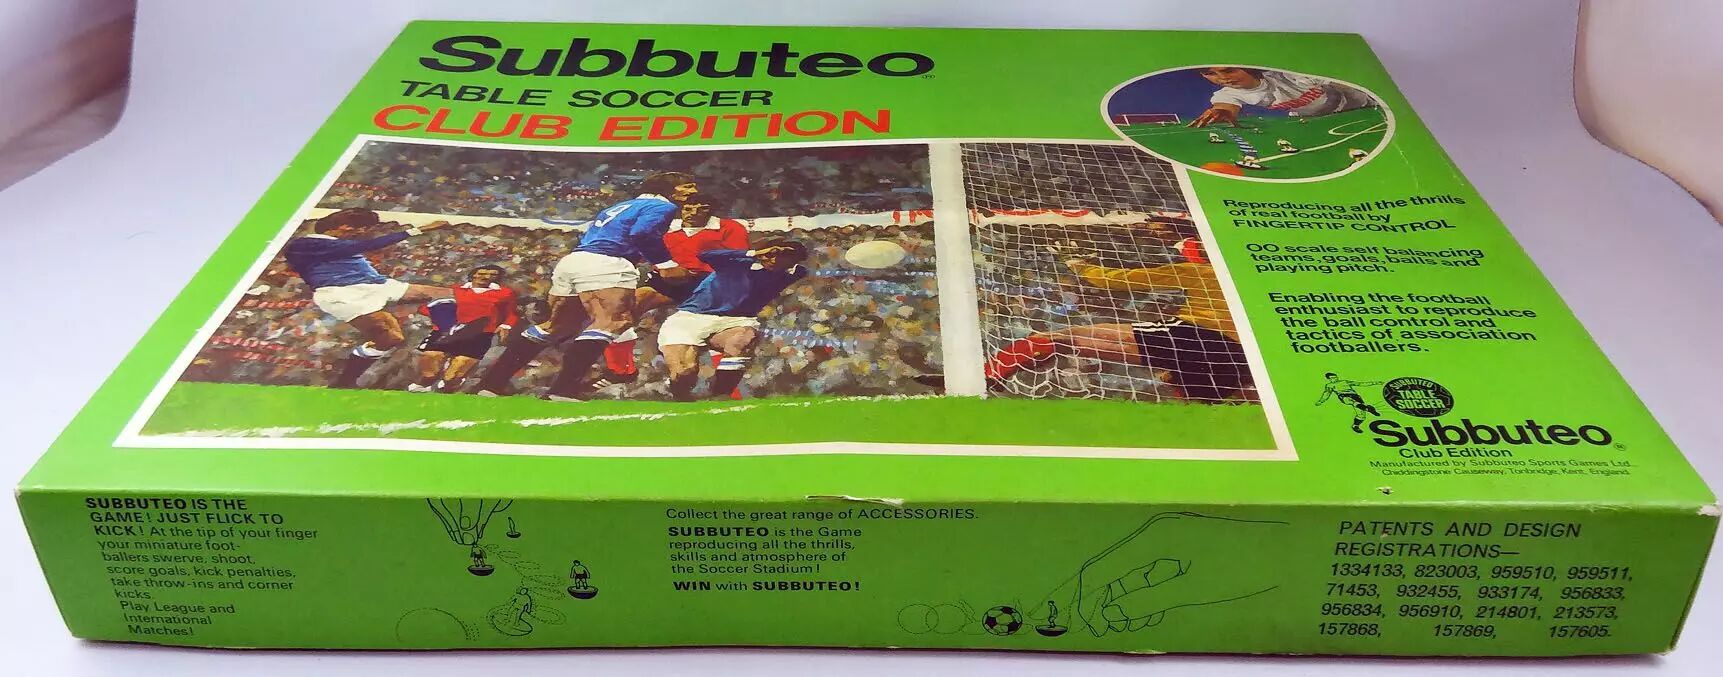 Subbuteo
TABLE SOCCER
CLUB EDITION
9
Reproducing all the thrills
of real football by
FINGERTIP CONTROL
OO scale self balancing
teams, goals, balls and
playing pitch.
Enabling the football
enthusiast to reproduce
the ball control and
tactics of association
footballers.
SUBBUTEO
TABLE
SOCCER
Subbuteo®
Club Edition
Manufactured by Subbuteo Sports Games Ltd.,
Chiddingstone Causeway, Tonbridge, Kent, England.
SUBBUTEO IS THE
GAME! JUST FLICK TO
KICK! At the tip of your finger
your miniature foot-
ballers swerve, shoot,
score goals, kick penalties,
take throw-ins and corner
kicks.
Play League and
International
Matches!
Collect the great range of ACCESSORIES.
SUBBUTEO is the Game
reproducing all the thrills,
skills and atmosphere of
the Soccer Stadium!
WIN with SUBBUTEO!
PATENTS AND DESIGN
REGISTRATIONS—
1334133, 823003, 959510, 959511,
71453, 932455, 933174, 956833,
956834, 956910, 214801, 213573,
157868, 157869, 157605.